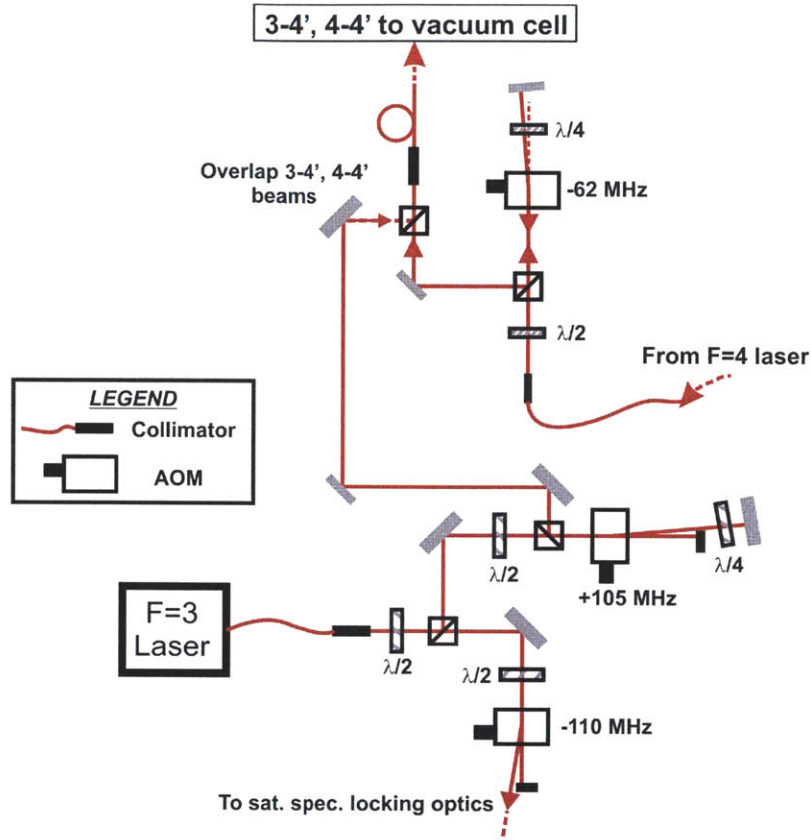 3-4’, 4-4’ to vacuum cell
λ/4
Overlap 3-4’, 4-4’
beams
-62 MHz
λ/2
From F=4 laser
LEGEND
Collimator
AOM
λ/2
λ/4
+105 MHz
F=3
Laser
λ/2
λ/2
-110 MHz
To sat. spec. locking optics